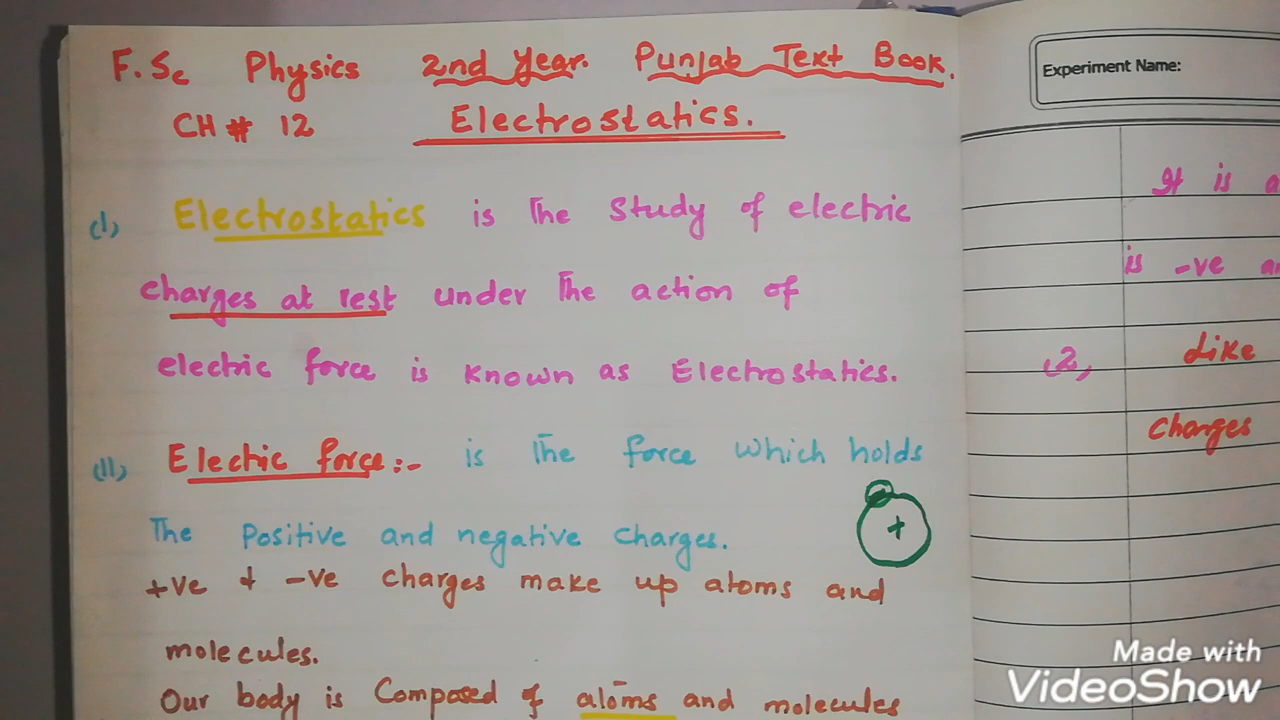 F.Sc Physics 2nd Year. Punjab Text Book.
CH # 12 Electrostatics.
(I) Electrostatics is the study of electric
charges at rest under the action of
electric force is known as Electrostatics.
(II) Electric force:- is the force which holds
The Positive and negative charges.
+
+ve + -ve charges make up atoms and
molecules.
Our body is Composed of atoms and molecules
Experiment Name:
It is a
is -ve an
(2, Like
charges
Made with
VideoShow